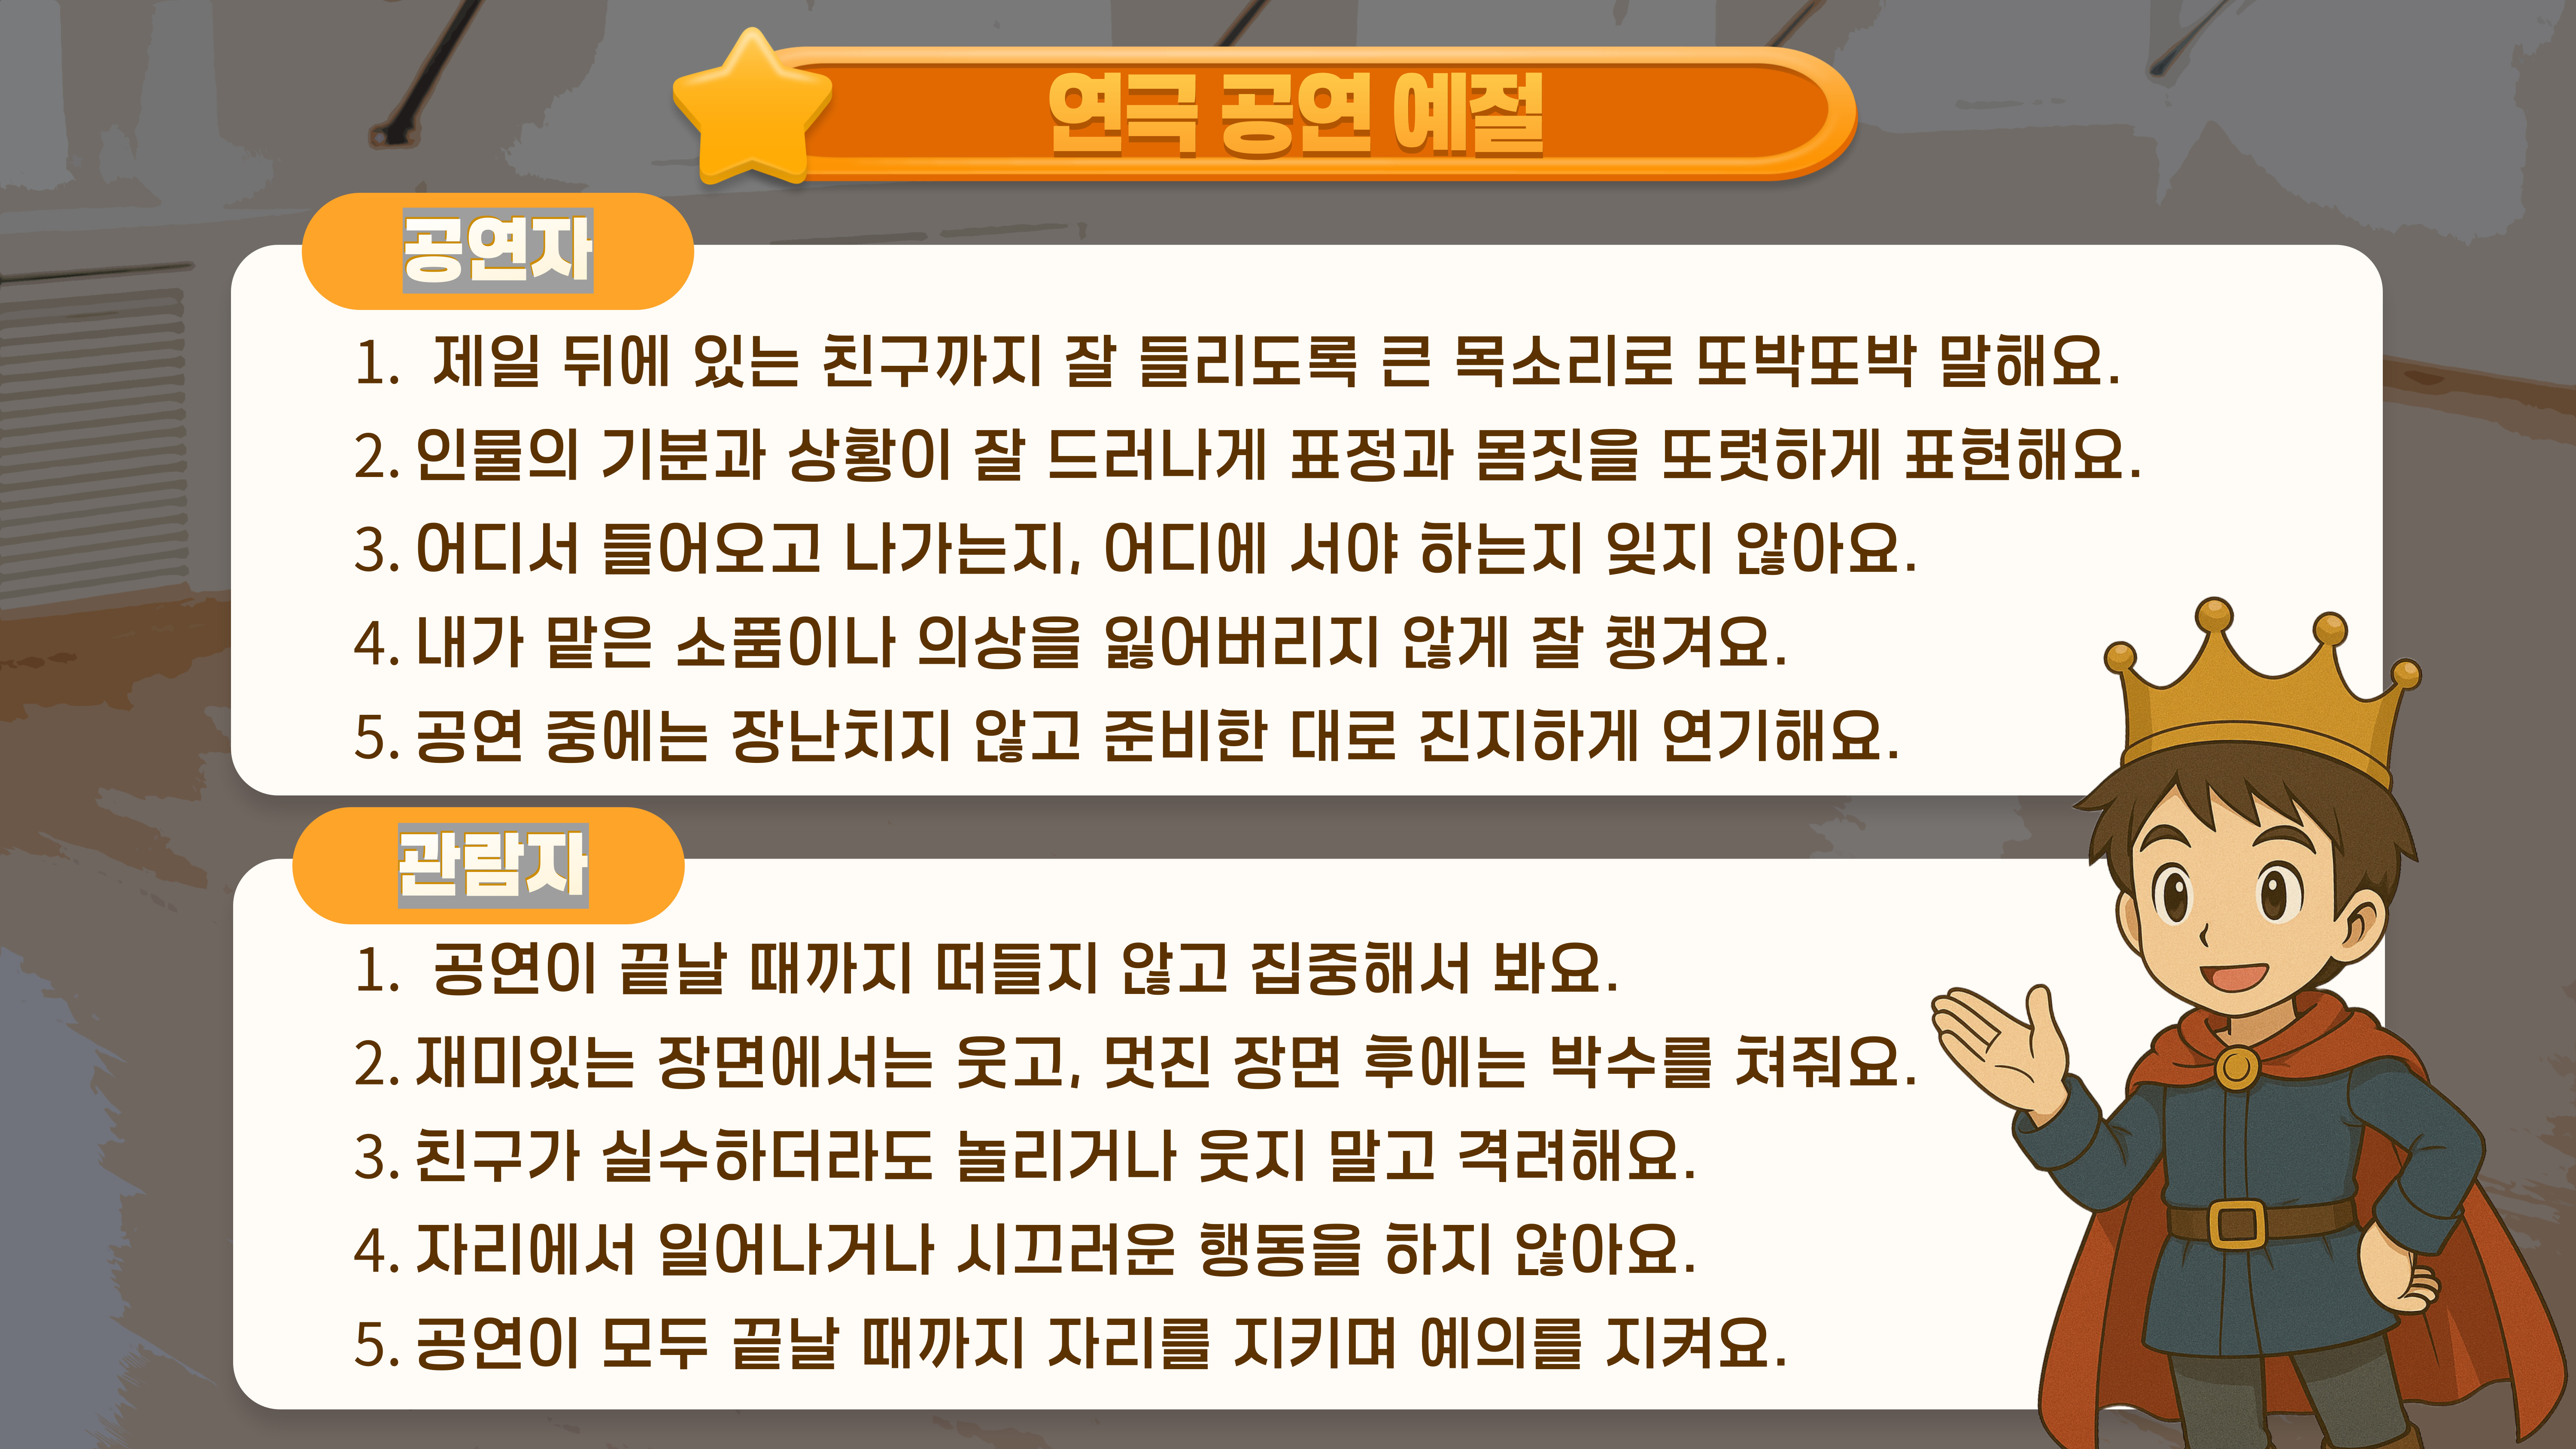 연극 공연 예절
공연자
1. 제일 뒤에 있는 친구까지 잘 들리도록 큰 목소리로 또박또박 말해요.
2. 인물의 기분과 상황이 잘 드러나게 표정과 몸짓을 또렷하게 표현해요.
3. 어디서 들어오고 나가는지, 어디에 서야 하는지 잊지 않아요.
4. 내가 맡은 소품이나 의상을 잃어버리지 않게 잘 챙겨요.
5. 공연 중에는 장난치지 않고 준비한 대로 진지하게 연기해요.
관람자
1. 공연이 끝날 때까지 떠들지 않고 집중해서 봐요.
2. 재미있는 장면에서는 웃고, 멋진 장면 후에는 박수를 쳐줘요.
3. 친구가 실수하더라도 놀리거나 웃지 말고 격려해요.
4. 자리에서 일어나거나 시끄러운 행동을 하지 않아요.
5. 공연이 모두 끝날 때까지 자리를 지키며 예의를 지켜요.